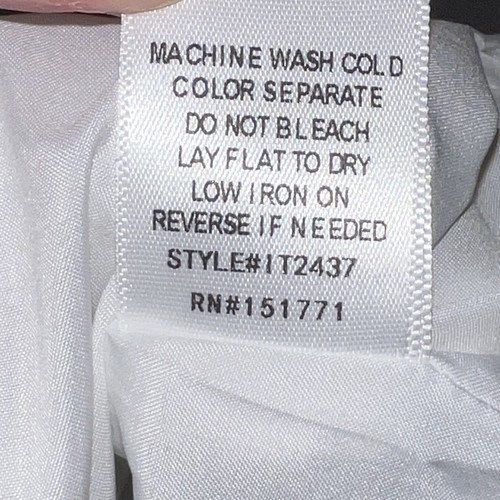 MACHINE WASH COLD
COLOR SEPARATE
DO NOT BLEACH
LAY FLAT TO DRY
LOW IRON ON
REVERSE IF NEEDED
STYLE#IT2437
RN#151771